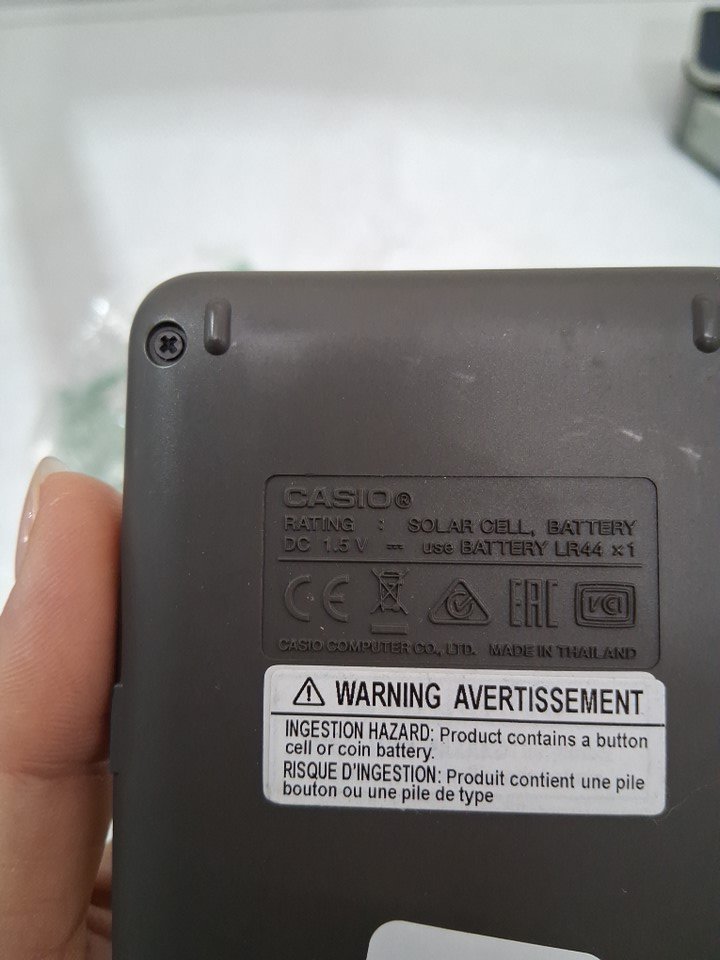 CASIO®
RATING : SOLAR CELL, BATTERY
DC 1.5 V ⎓ use BATTERY LR44 ×1
CE EAC VCCI
CASIO COMPUTER CO., LTD. MADE IN THAILAND
WARNING AVERTISSEMENT
INGESTION HAZARD: Product contains a button
cell or coin battery.
RISQUE D'INGESTION: Produit contient une pile
bouton ou une pile de type